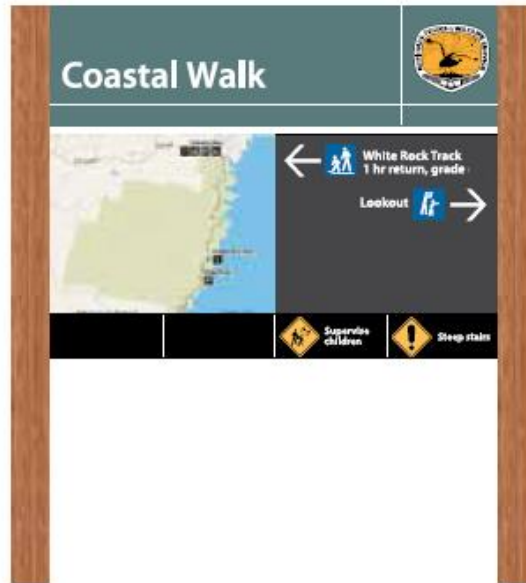 Coastal Walk
White Rock Track
1 hr return, grade
Lookout
Supervise
children
Steep stairs